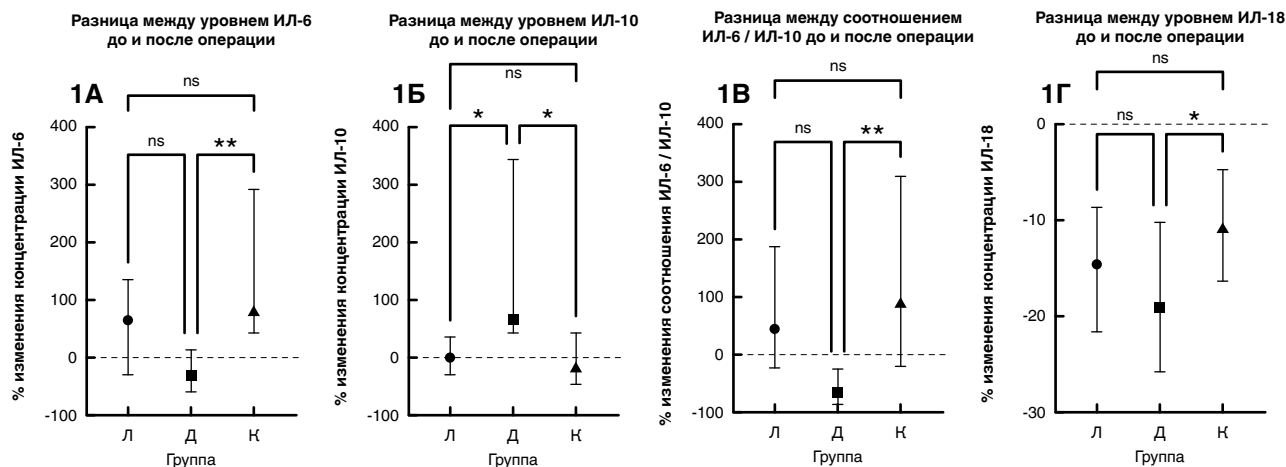 Разница между уровнем ИЛ-6
до и после операции
1А
ns
ns
**
% изменения концентрации ИЛ-6
400
300
200
100
0
-100
Л
Д
К
Группа
Разница между уровнем ИЛ-10
до и после операции
1Б
ns
*
*
% изменения концентрации ИЛ-10
400
300
200
100
0
-100
Л
Д
К
Группа
Разница между соотношением
ИЛ-6 / ИЛ-10 до и после операции
1В
ns
ns
**
% изменения соотношения ИЛ-6 / ИЛ-10
400
300
200
100
0
-100
Л
Д
К
Группа
Разница между уровнем ИЛ-18
до и после операции
1Г
ns
ns
*
% изменения концентрации ИЛ-18
0
-10
-20
-30
Л
Д
К
Группа